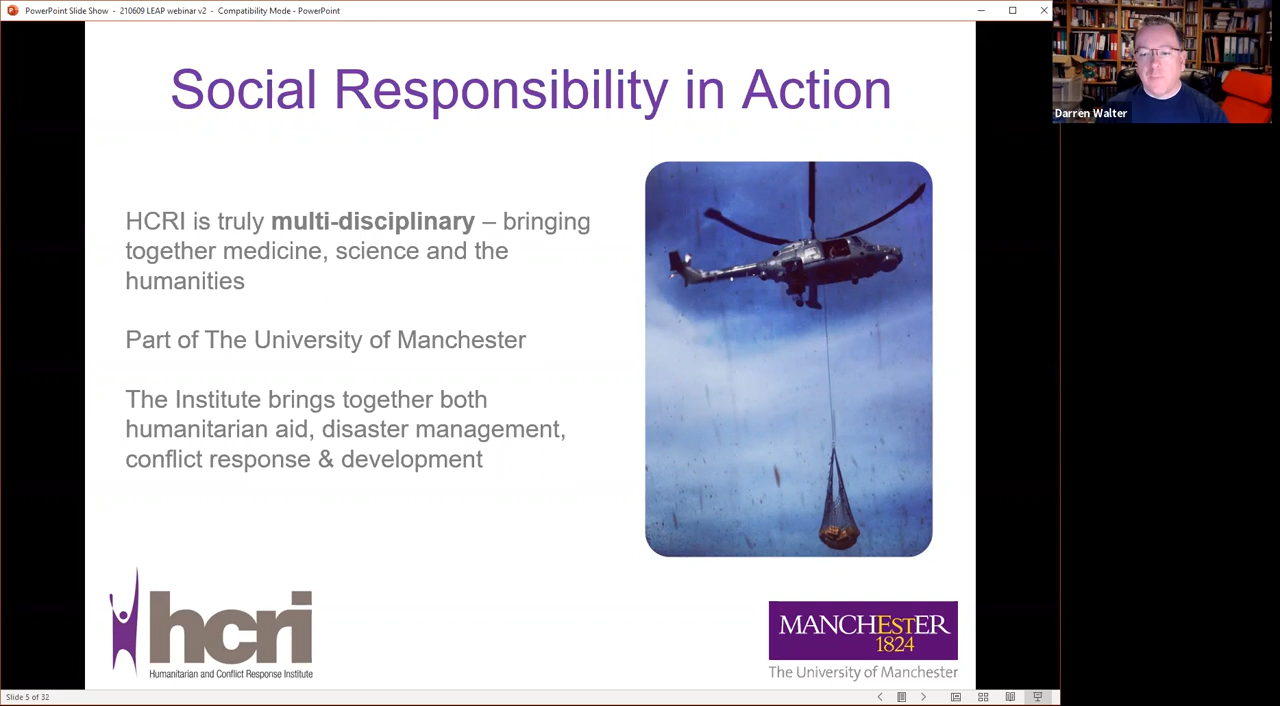 PowerPoint Slide Show - 210609 LEAP webinar v2 - Compatibility Mode - PowerPoint
Darren Walter
Social Responsibility in Action
HCRI is truly multi-disciplinary – bringing
together medicine, science and the
humanities
Part of The University of Manchester
The Institute brings together both
humanitarian aid, disaster management,
conflict response & development
hcri
Humanitarian and Conflict Response Institute
MANCHESTER
1824
The University of Manchester
Slide 5 of 32